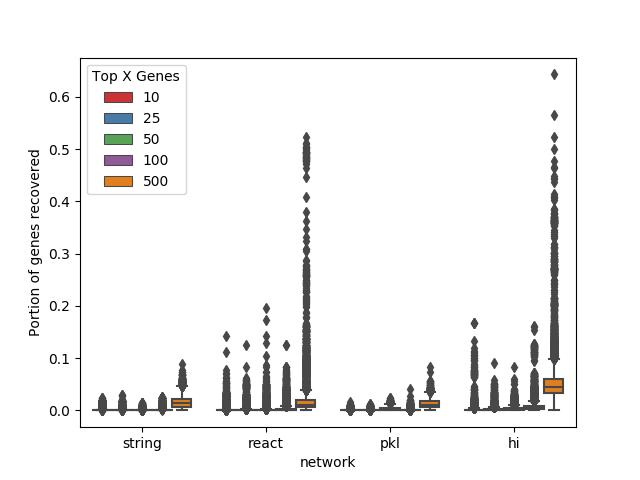 Top X Genes
10
25
50
100
500
0.6
0.5
0.4
0.3
0.2
0.1
0.0
Portion of genes recovered
string
react
pkl
hi
network